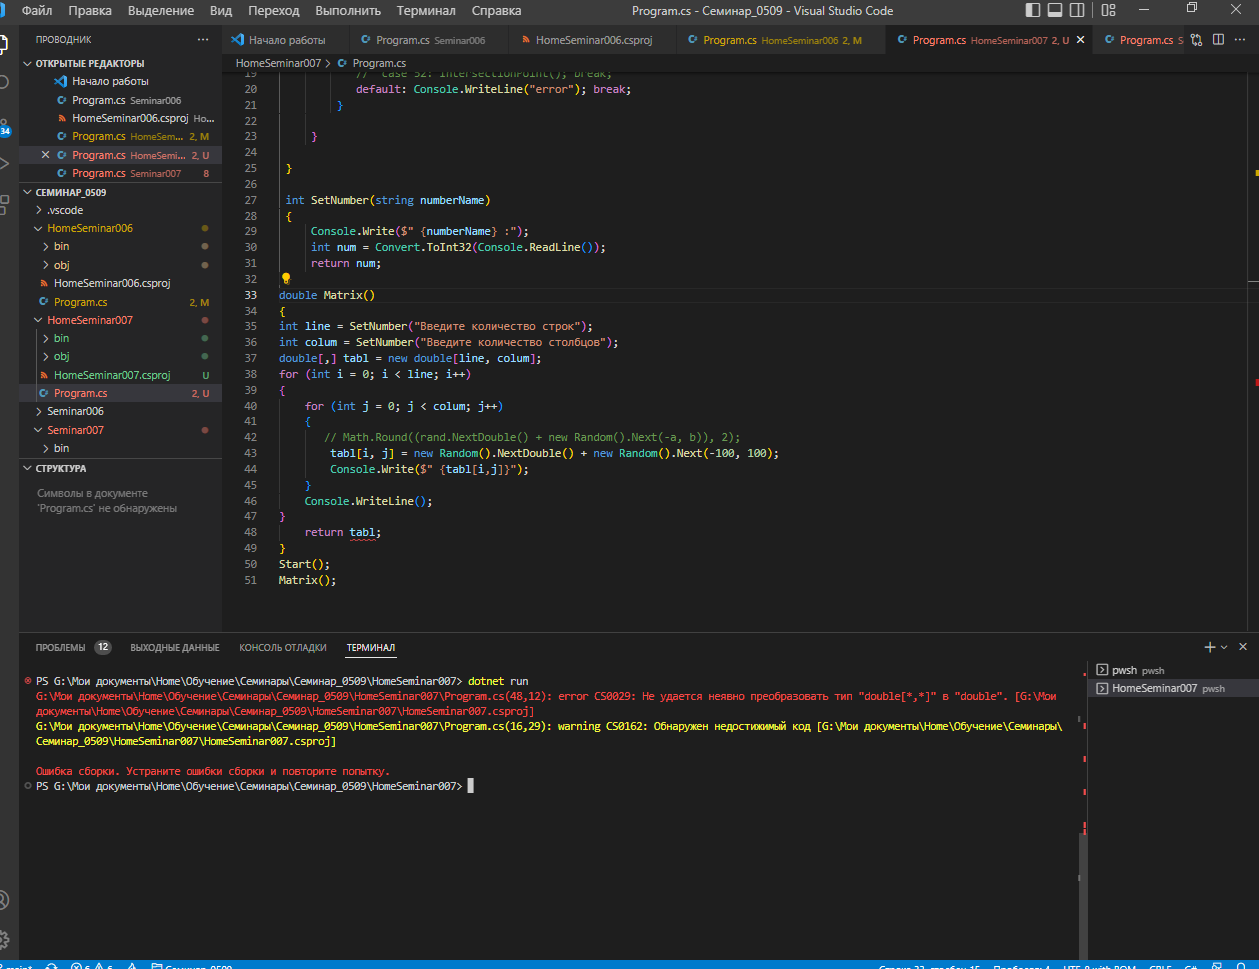 Файл Правка Выделение Вид Переход Выполнить Терминал Справка Program.cs - Семинар_0509 - Visual Studio Code
ПРОВОДНИК ···
Начало работы Program.cs Seminar006 HomeSeminar006.csproj Program.cs HomeSeminar006 2, M Program.cs HomeSeminar007 2, U Program.cs
HomeSeminar007 > Program.cs
ОТКРЫТЫЕ РЕДАКТОРЫ
Начало работы
Program.cs Seminar006
HomeSeminar006.csproj Ho...
Program.cs HomeSem... 2, M
Program.cs HomeSemi... 2, U
Program.cs Seminar007 8
34
СЕМИНАР_0509
.vscode
HomeSeminar006
bin
obj
HomeSeminar006.csproj
Program.cs 2, M
HomeSeminar007
bin
obj
HomeSeminar007.csproj U
Program.cs 2, U
Seminar006
Seminar007
bin
СТРУКТУРА
Символы в документе
'Program.cs' не обнаружены
19 // case 52: IntersectionPoint(); break;
20 default: Console.WriteLine("error"); break;
21 }
22
23 }
24
25 }
26
27 int SetNumber(string numberName)
28 {
29 Console.Write($" {numberName} :");
30 int num = Convert.ToInt32(Console.ReadLine());
31 return num;
32
33 double Matrix()
34 {
35 int line = SetNumber("Введите количество строк");
36 int colum = SetNumber("Введите количество столбцов");
37 double[,] tabl = new double[line, colum];
38 for (int i = 0; i < line; i++)
39 {
40 for (int j = 0; j < colum; j++)
41 {
42 // Math.Round((rand.NextDouble() + new Random().Next(-a, b)), 2);
43 tabl[i, j] = new Random().NextDouble() + new Random().Next(-100, 100);
44 Console.Write($" {tabl[i,j]}");
45 }
46 Console.WriteLine();
47 }
48 return tabl;
49 }
50 Start();
51 Matrix();
ПРОБЛЕМЫ 12 ВЫХОДНЫЕ ДАННЫЕ КОНСОЛЬ ОТЛАДКИ ТЕРМИНАЛ
PS G:\Мои документы\Home\Обучение\Семинары\Семинар_0509\HomeSeminar007> dotnet run
G:\Мои документы\Home\Обучение\Семинары\Семинар_0509\HomeSeminar007\Program.cs(48,12): error CS0029: Не удается неявно преобразовать тип "double[*,*]" в "double". [G:\Мои
документы\Home\Обучение\Семинары\Семинар_0509\HomeSeminar007\HomeSeminar007.csproj]
G:\Мои документы\Home\Обучение\Семинары\Семинар_0509\HomeSeminar007\Program.cs(16,29): warning CS0162: Обнаружен недостижимый код [G:\Мои документы\Home\Обучение\Семинары\
Семинар_0509\HomeSeminar007\HomeSeminar007.csproj]
Ошибка сборки. Устраните ошибки сборки и повторите попытку.
PS G:\Мои документы\Home\Обучение\Семинары\Семинар_0509\HomeSeminar007>
pwsh pwsh
HomeSeminar007 pwsh